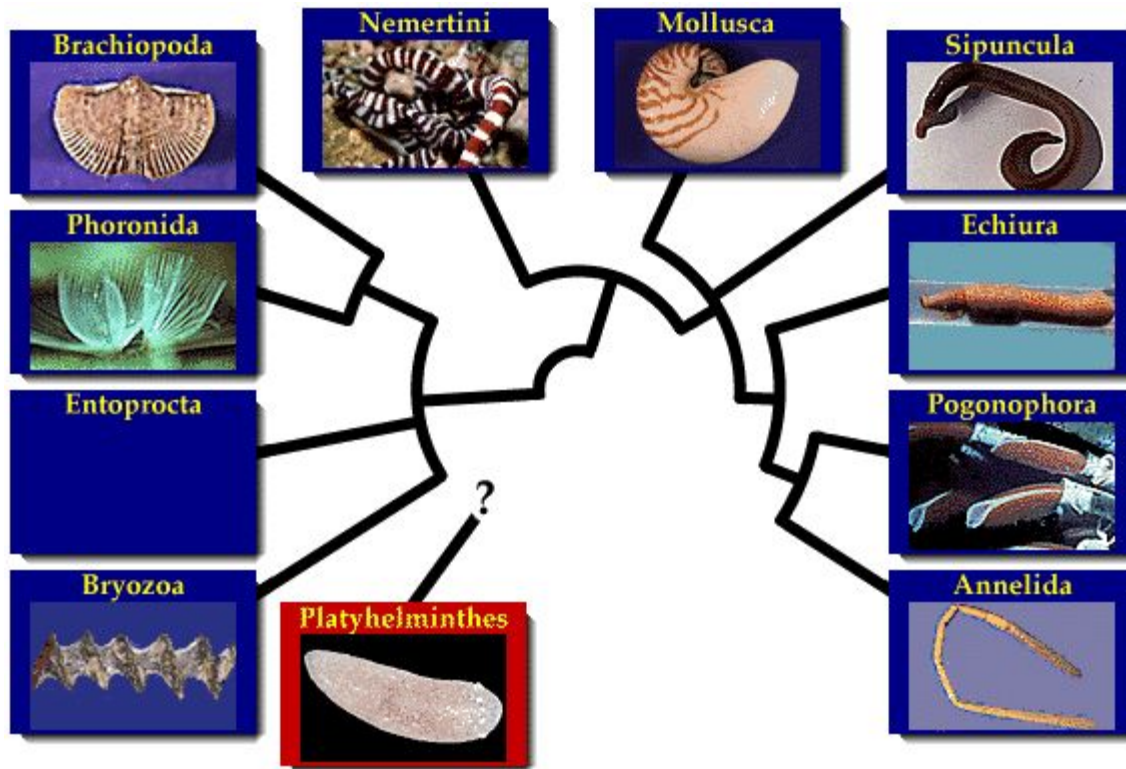 Brachiopoda
Nemertini
Mollusca
Sipuncula
Phoronida
Echiura
Entoprocta
Pogonophora
?
Bryozoa
Platyhelminthes
Annelida